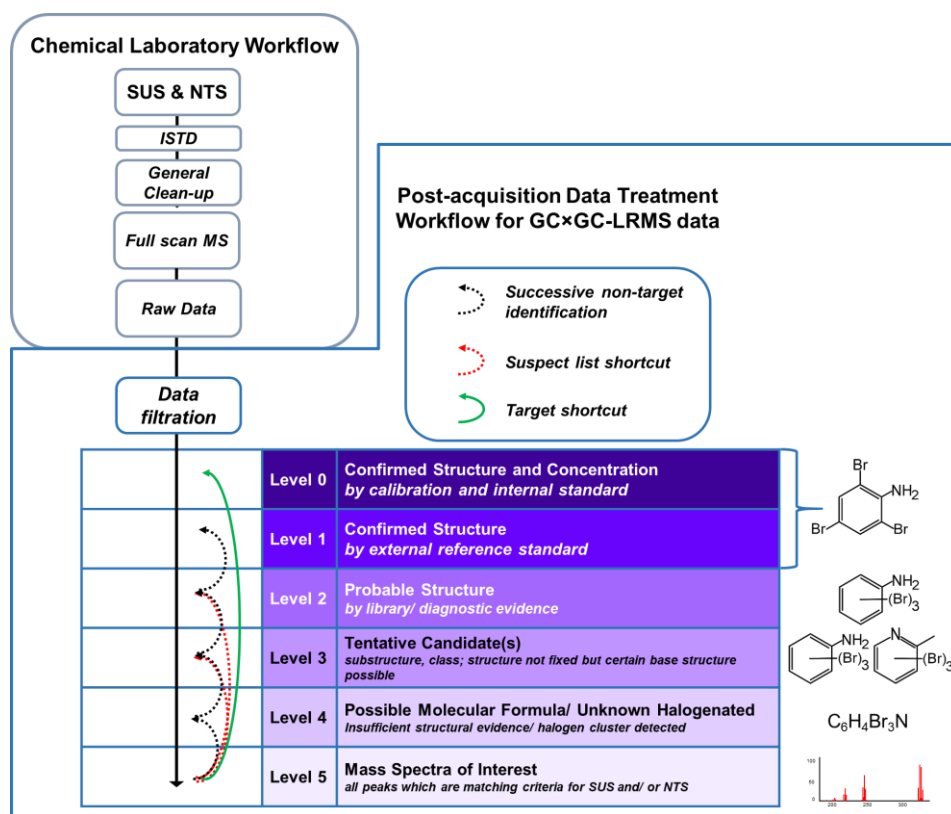 Chemical Laboratory Workflow
SUS & NTS
ISTD
General
Clean-up
Full scan MS
Raw Data
Post-acquisition Data Treatment
Workflow for GC×GC-LRMS data
Successive non-target
identification
Suspect list shortcut
Target shortcut
Data
filtration
Level 0
Confirmed Structure and Concentration
by calibration and internal standard
Level 1
Confirmed Structure
by external reference standard
Br
NH2
Br
Br
Level 2
Probable Structure
by library/ diagnostic evidence
NH2
(Br)3
Level 3
Tentative Candidate(s)
substructure, class; structure not fixed but certain base structure
possible
NH2
(Br)3
N
(Br)3
Level 4
Possible Molecular Formula/ Unknown Halogenated
Insufficient structural evidence/ halogen cluster detected
C6H4Br3N
Level 5
Mass Spectra of Interest
all peaks which are matching criteria for SUS and/ or NTS
100
50
0
200
250
300